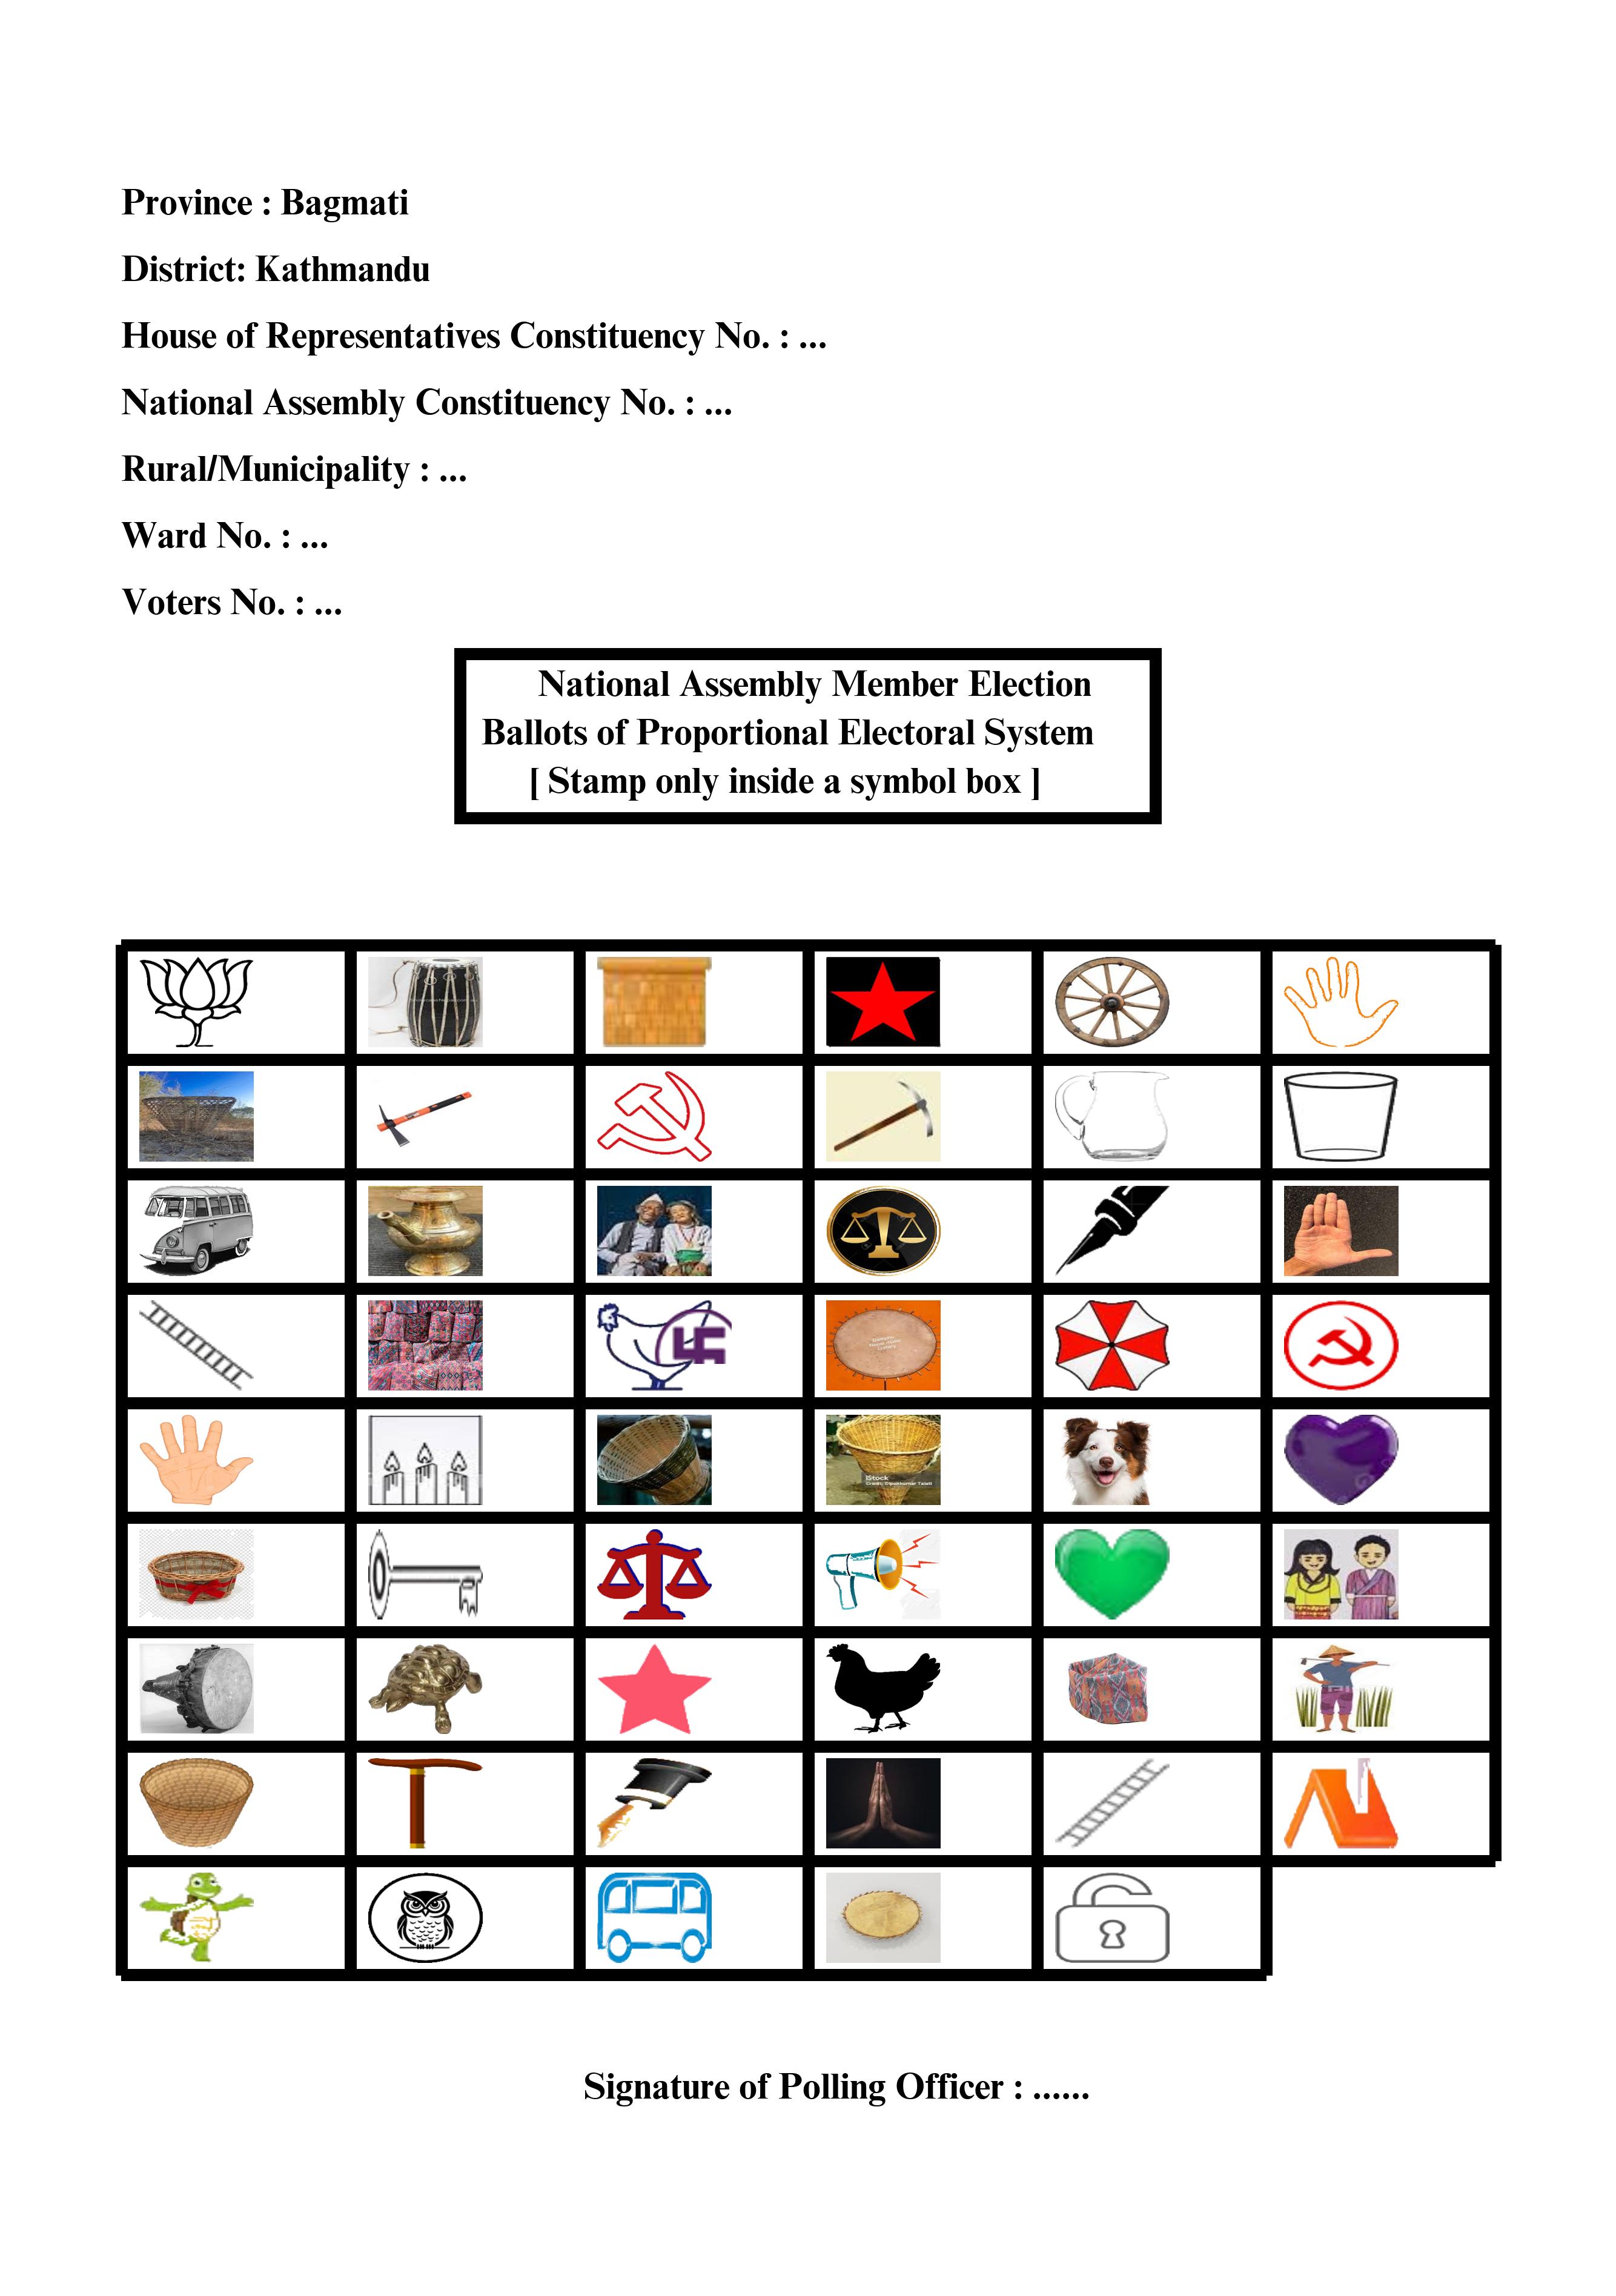 Province : Bagmati
District: Kathmandu
House of Representatives Constituency No. : ...
National Assembly Constituency No. : ...
Rural/Municipality : ...
Ward No. : ...
Voters No. : ...
National Assembly Member Election
Ballots of Proportional Electoral System
[ Stamp only inside a symbol box ]
iStock
Signature of Polling Officer : ......